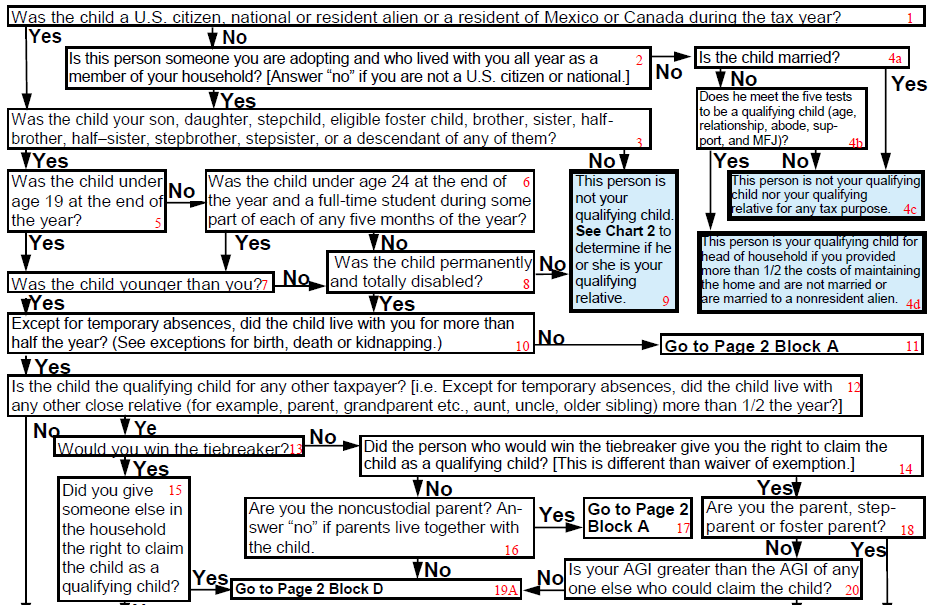 Was the child a U.S. citizen, national or resident alien or a resident of Mexico or Canada during the tax year? 1
Yes
No
Is this person someone you are adopting and who lived with you all year as a 2
member of your household? [Answer “no” if you are not a U.S. citizen or national.]
No
Is the child married? 4a
No
Yes
Yes
Does he meet the five tests
to be a qualifying child (age,
relationship, abode, sup-
port, and MFJ)? 4b
Was the child your son, daughter, stepchild, eligible foster child, brother, sister, half-
brother, half–sister, stepbrother, stepsister, or a descendant of any of them? 3
Yes
No
Yes
No
Was the child under
age 19 at the end of
the year? 5
No
Was the child under age 24 at the end of 6
the year and a full-time student during some
part of each of any five months of the year?
This person is
not your
qualifying child.
See Chart 2 to
determine if he
or she is your
qualifying
relative. 9
This person is not your qualifying
child nor your qualifying
relative for any tax purpose. 4c
Yes
Yes
No
This person is your qualifying child for
head of household if you provided
more than 1/2 the costs of maintaining
the home and are not married or
are married to a nonresident alien. 4d
Was the child younger than you?7
No
Was the child permanently
and totally disabled? 8
No
Yes
Yes
Except for temporary absences, did the child live with you for more than
half the year? (See exceptions for birth, death or kidnapping.) 10
No
Go to Page 2 Block A 11
Yes
Is the child the qualifying child for any other taxpayer? [i.e. Except for temporary absences, did the child live with 12
any other close relative (for example, parent, grandparent etc., aunt, uncle, older sibling) more than 1/2 the year?]
No
Ye
Would you win the tiebreaker?13
No
Did the person who would win the tiebreaker give you the right to claim the
child as a qualifying child? [This is different than waiver of exemption.] 14
Yes
No
Yes
Did you give 15
someone else in
the household
the right to claim
the child as a
qualifying child?
Are you the noncustodial parent? An-
swer “no” if parents live together with
the child. 16
Yes
Go to Page 2
Block A 17
Are you the parent, step-
parent or foster parent? 18
No
Yes
No
Yes
Go to Page 2 Block D 19A
No
Is your AGI greater than the AGI of any
one else who could claim the child? 20